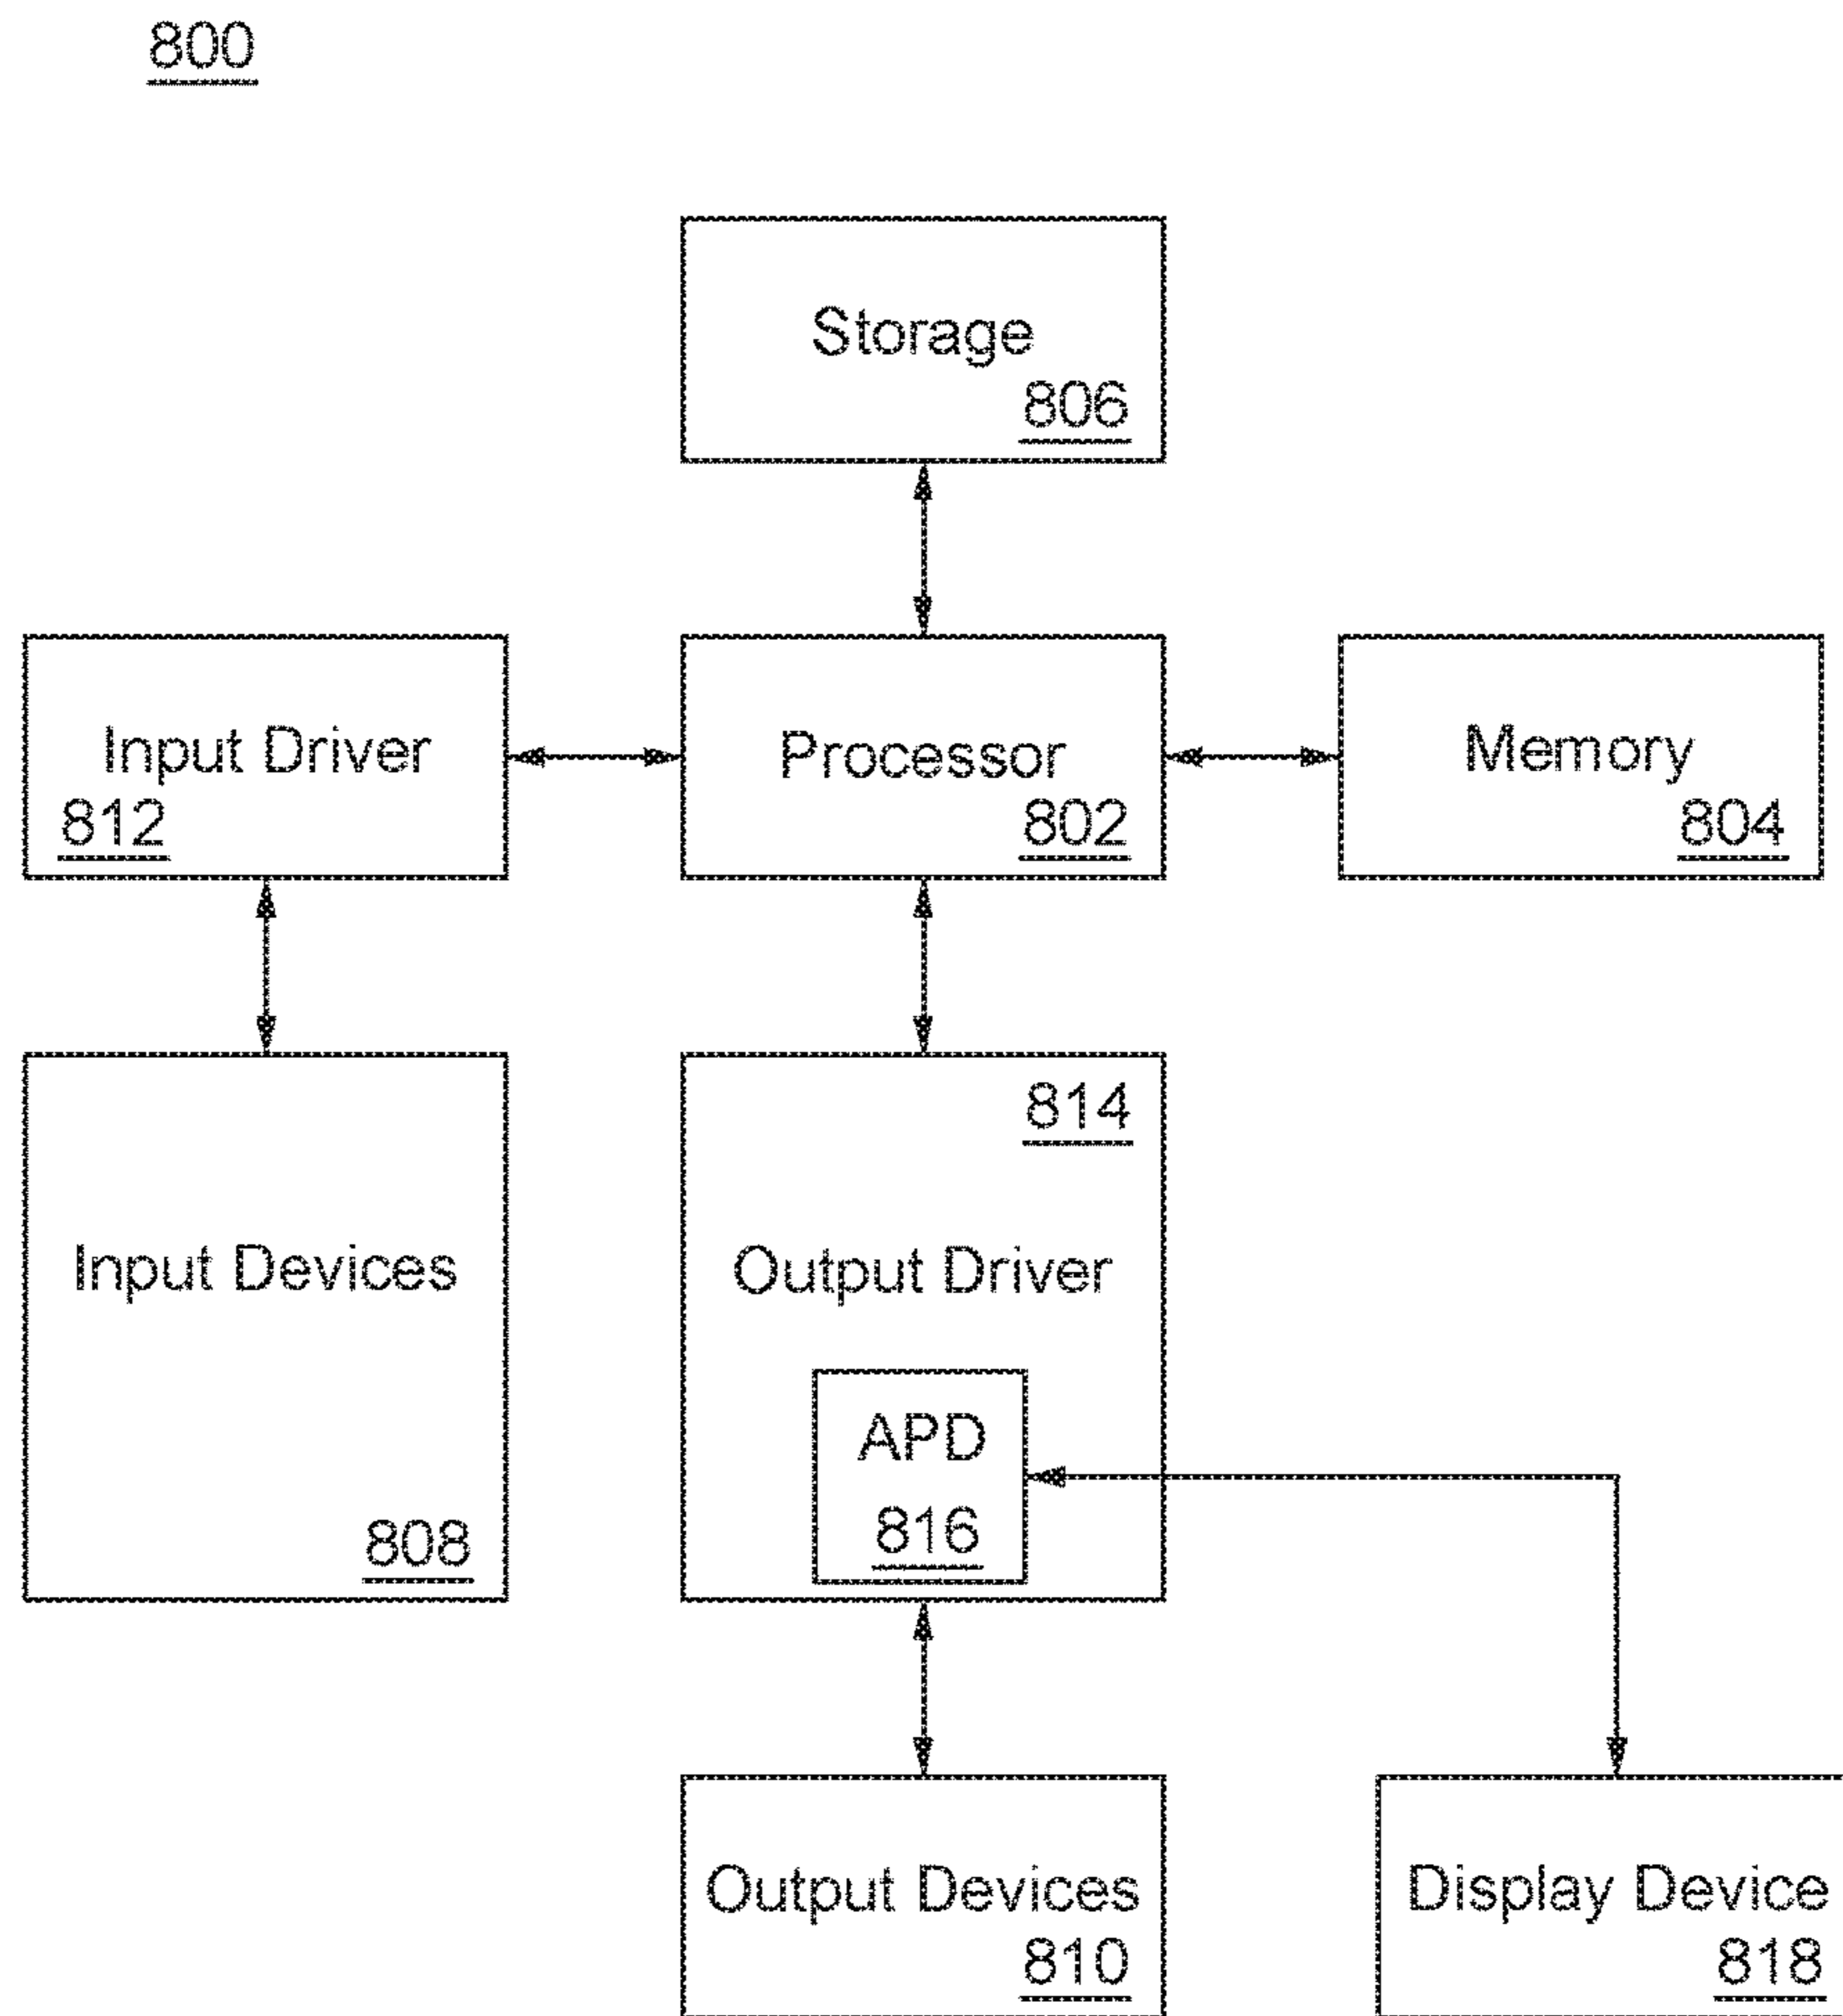 800
Storage
806
Input Driver
812
Processor
802
Memory
804
Input Devices
808
814
Output Driver
APD
816
Output Devices
810
Display Device
818